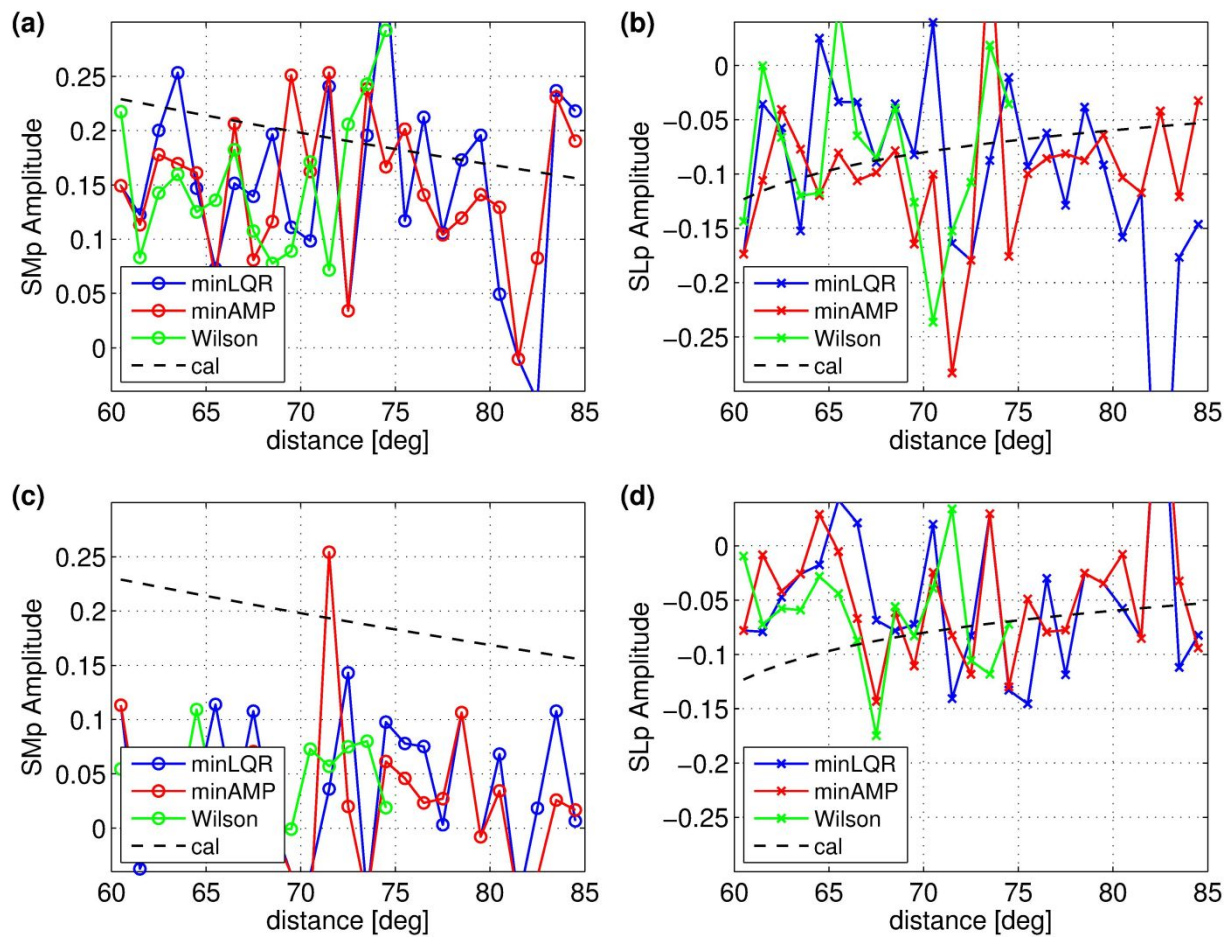 (a)
SMp Amplitude
0.25
0.2
0.15
0.1
0.05
0
minLQR
minAMP
Wilson
cal
60 65 70 75 80 85
distance [deg]
(b)
SLp Amplitude
0
−0.05
−0.1
−0.15
−0.2
−0.25
minLQR
minAMP
Wilson
cal
60 65 70 75 80 85
distance [deg]
(c)
SMp Amplitude
0.25
0.2
0.15
0.1
0.05
0
minLQR
minAMP
Wilson
cal
60 65 70 75 80 85
distance [deg]
(d)
SLp Amplitude
0
−0.05
−0.1
−0.15
−0.2
−0.25
minLQR
minAMP
Wilson
cal
60 65 70 75 80 85
distance [deg]